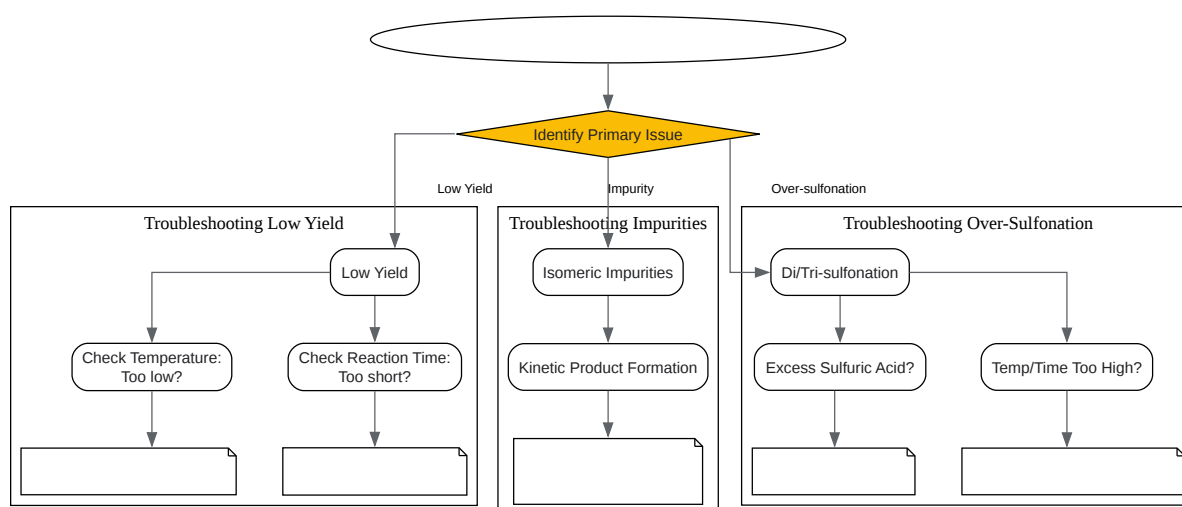 Identify Primary Issue
Low Yield
Impurity
Over-sulfonation
Troubleshooting Low Yield
Troubleshooting Impurities
Troubleshooting Over-Sulfonation
Low Yield
Isomeric Impurities
Di/Tri-sulfonation
Check Temperature:
Too low?
Check Reaction Time:
Too short?
Kinetic Product Formation
Excess Sulfuric Acid?
Temp/Time Too High?